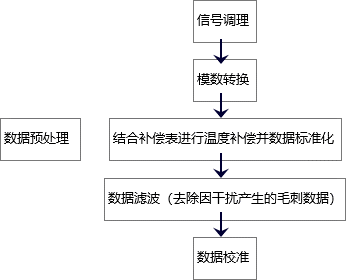 信号调理
模数转换
数据预处理
结合补偿表进行温度补偿并数据标准化
数据滤波（去除因干扰产生的毛刺数据）
数据校准